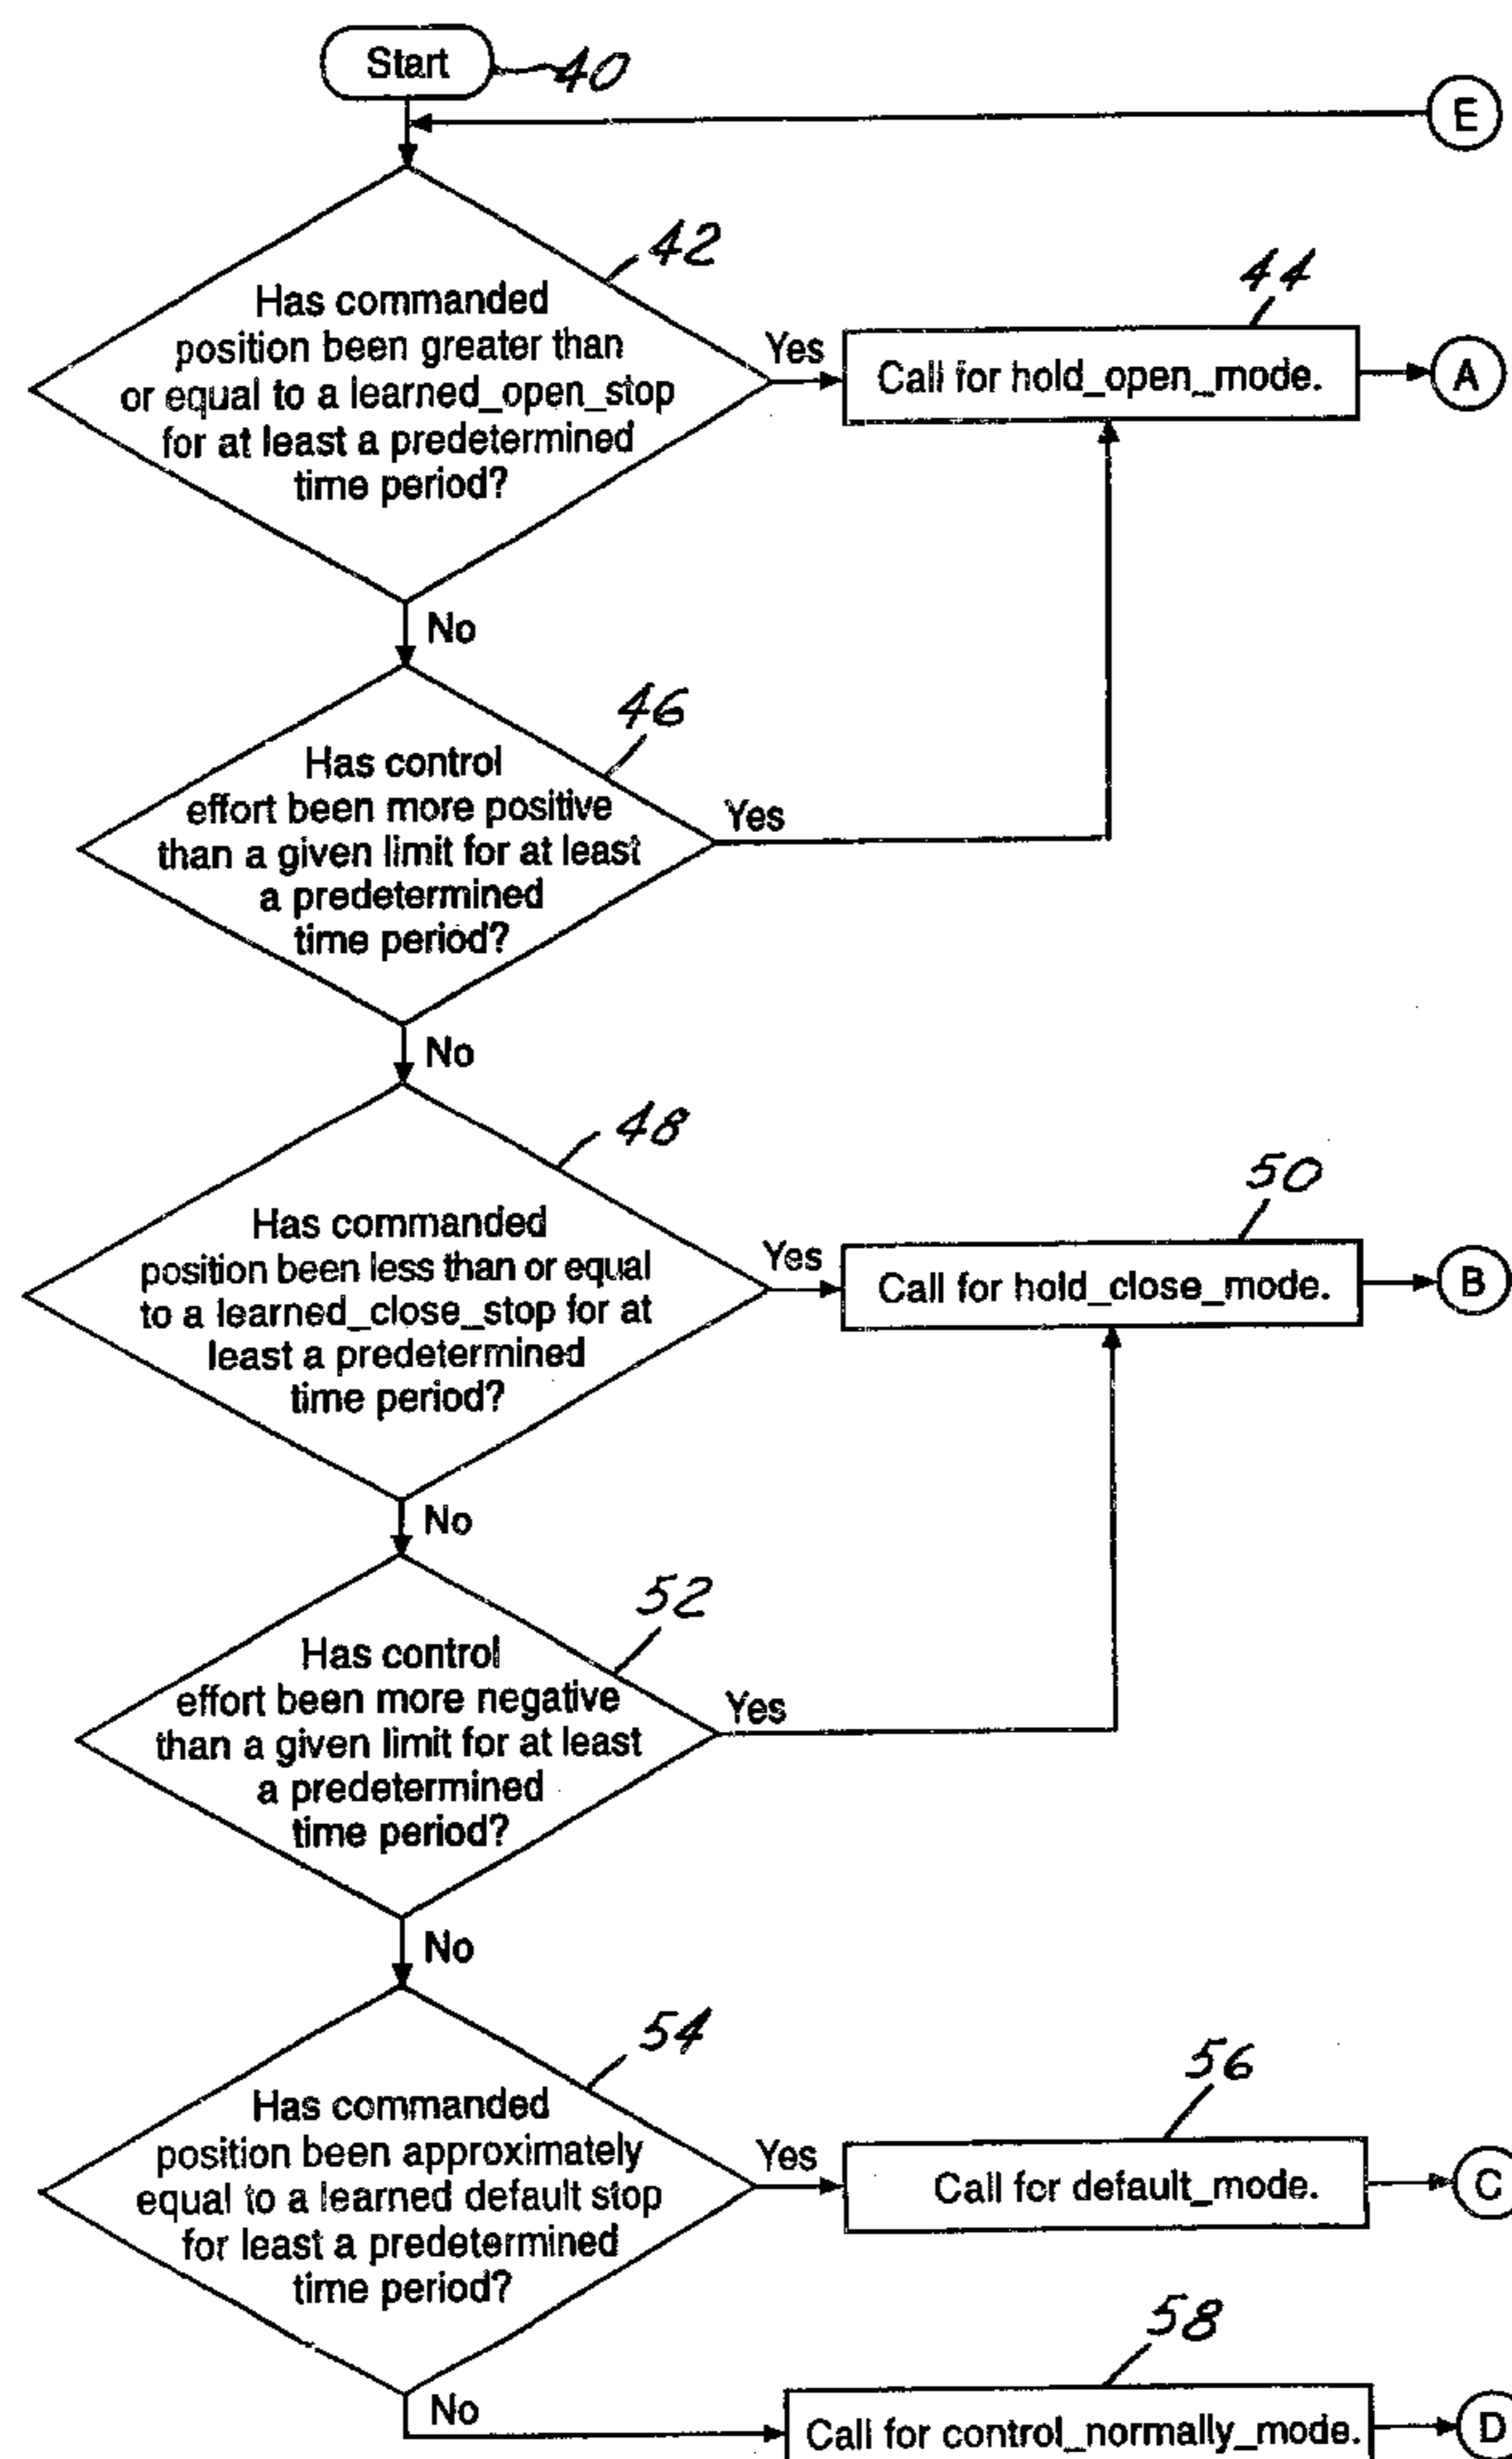 Start
40
E
42
Has commanded
position been greater than
or equal to a learned_open_stop
for at least a predetermined
time period?
Yes
44
Call for hold_open_mode.
A
No
46
Has control
effort been more positive
than a given limit for at least
a predetermined
time period?
Yes
No
48
Has commanded
position been less than or equal
to a learned_close_stop for at
least a predetermined
time period?
Yes
50
Call for hold_close_mode.
B
No
52
Has control
effort been more negative
than a given limit for at least
a predetermined
time period?
Yes
No
54
Has commanded
position been approximately
equal to a learned default stop
for least a predetermined
time period?
Yes
56
Call for default_mode.
C
No
58
Call for control_normally_mode.
D